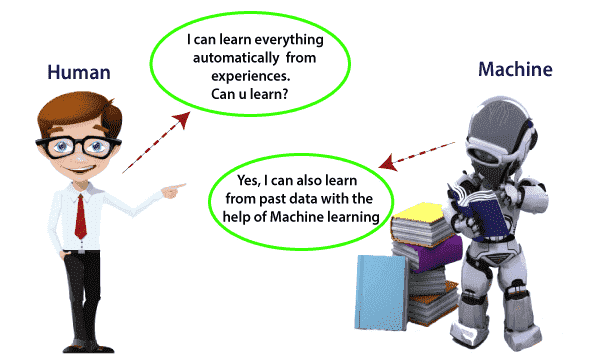 Human
I can learn everything
automatically from
experiences.
Can u learn?
Machine
Yes, I can also learn
from past data with the
help of Machine learning